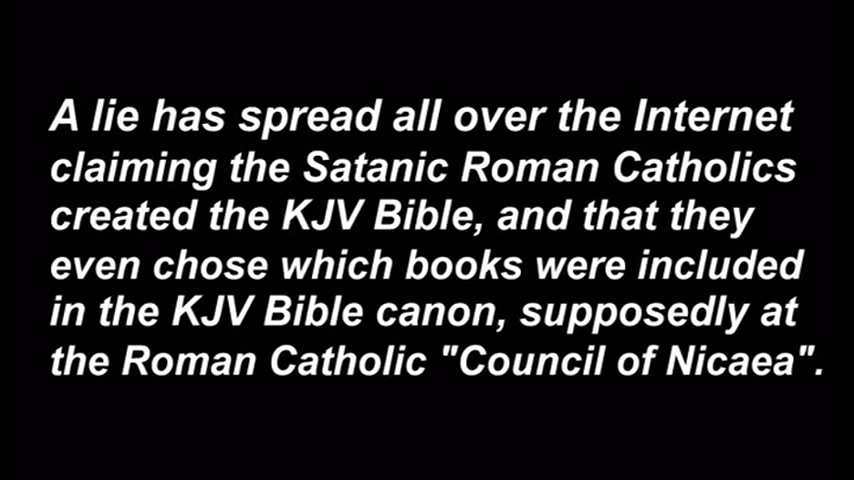 A lie has spread all over the Internet
claiming the Satanic Roman Catholics
created the KJV Bible, and that they
even chose which books were included
in the KJV Bible canon, supposedly at
the Roman Catholic "Council of Nicaea".